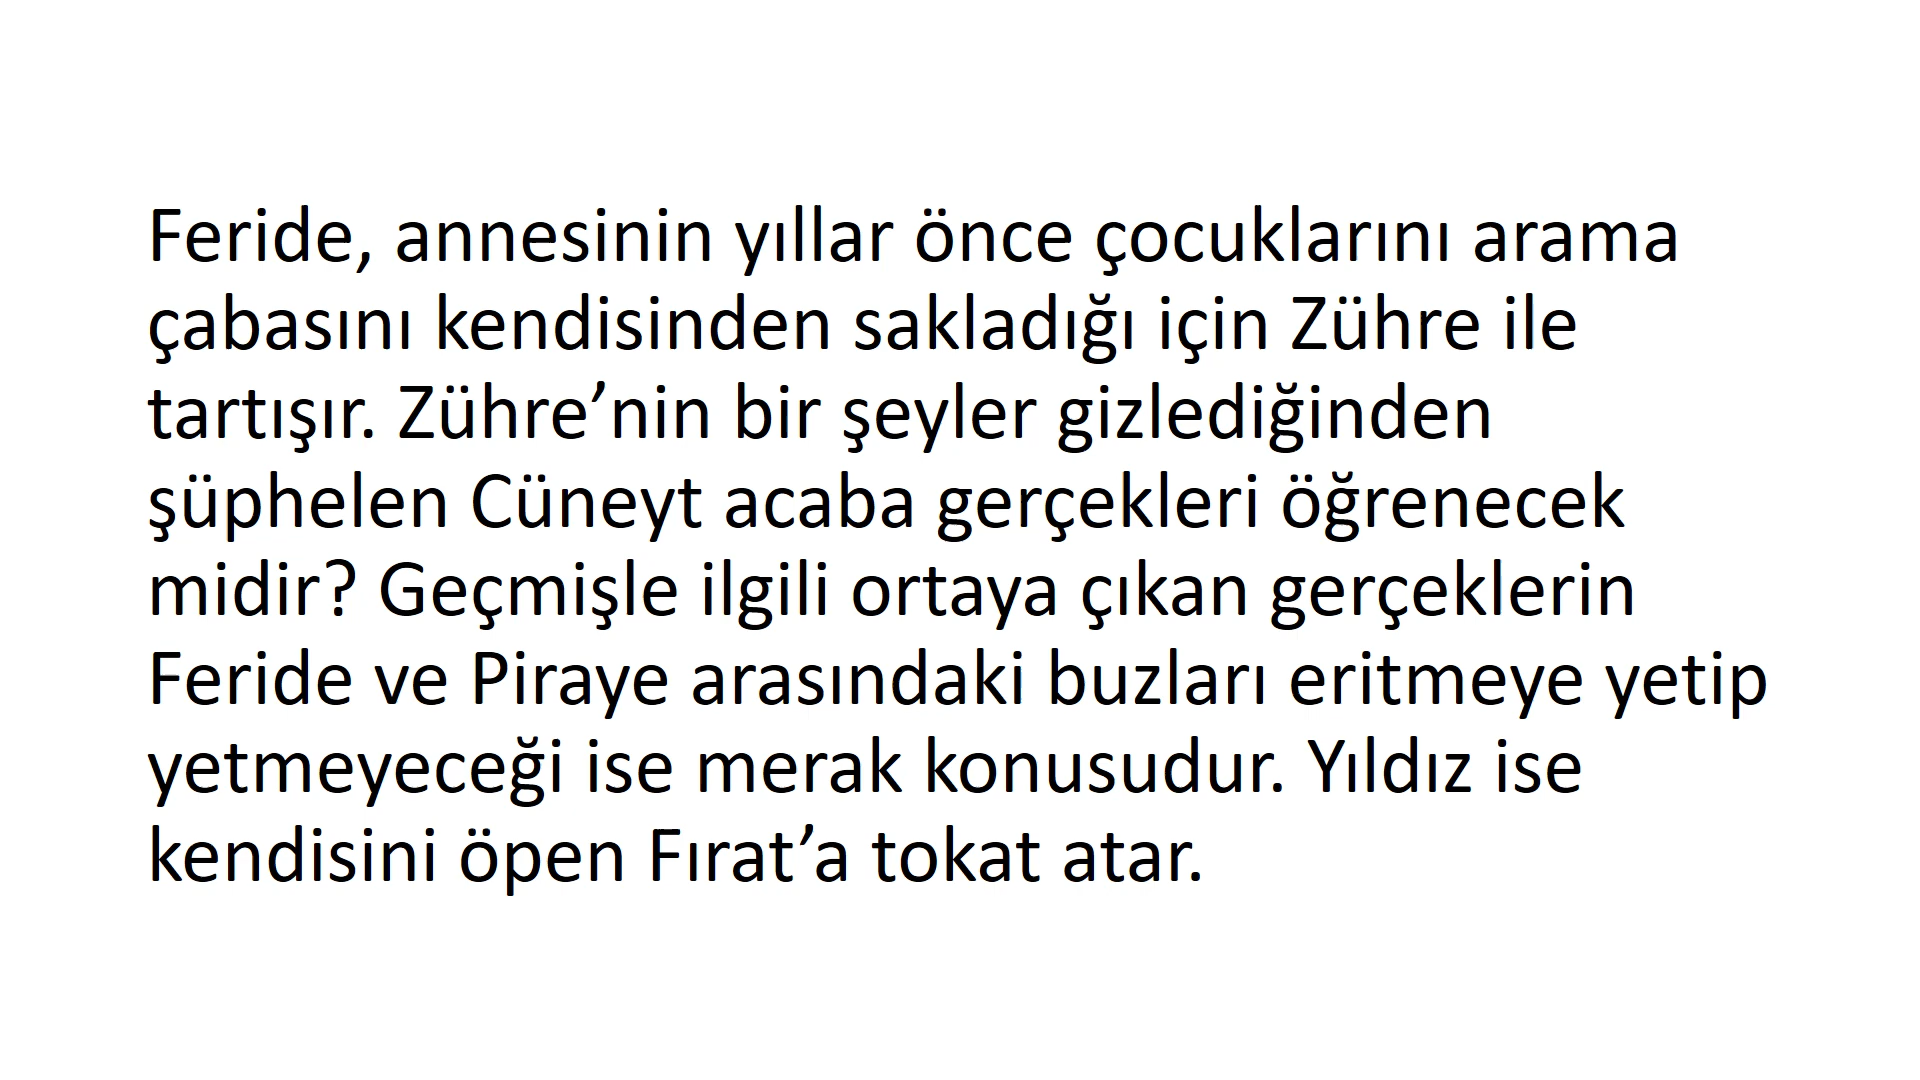 Feride, annesinin yıllar önce çocuklarını arama
çabasını kendisinden sakladığı için Zühre ile
tartışır. Zühre’nin bir şeyler gizlediğinden
şüphelen Cüneyt acaba gerçekleri öğrenecek
midir? Geçmişle ilgili ortaya çıkan gerçeklerin
Feride ve Piraye arasındaki buzları eritmeye yetip
yetmeyeceği ise merak konusudur. Yıldız ise
kendisini öpen Fırat’a tokat atar.